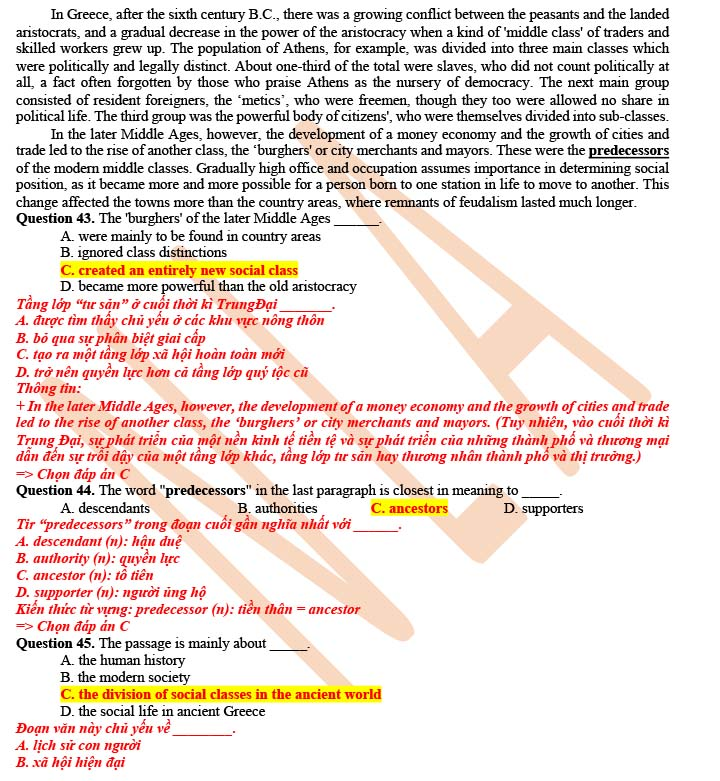 In Greece, after the sixth century B.C., there was a growing conflict between the peasants and the landed
aristocrats, and a gradual decrease in the power of the aristocracy when a kind of 'middle class' of traders and
skilled workers grew up. The population of Athens, for example, was divided into three main classes which
were politically and legally distinct. About one-third of the total were slaves, who did not count politically at
all, a fact often forgotten by those who praise Athens as the nursery of democracy. The next main group
consisted of resident foreigners, the ‘metics’, who were freemen, though they too were allowed no share in
political life. The third group was the powerful body of citizens', who were themselves divided into sub-classes.
In the later Middle Ages, however, the development of a money economy and the growth of cities and
trade led to the rise of another class, the ‘burghers' or city merchants and mayors. These were the predecessors
of the modern middle classes. Gradually high office and occupation assumes importance in determining social
position, as it became more and more possible for a person born to one station in life to move to another. This
change affected the towns more than the country areas, where remnants of feudalism lasted much longer.
Question 43. The 'burghers' of the later Middle Ages _______.
A. were mainly to be found in country areas
B. ignored class distinctions
C. created an entirely new social class
D. became more powerful than the old aristocracy
Tầng lớp “tư sản” ở cuối thời kì TrungĐại ________.
A. được tìm thấy chủ yếu ở các khu vực nông thôn
B. bỏ qua sự phân biệt giai cấp
C. tạo ra một tầng lớp xã hội hoàn toàn mới
D. trở nên quyền lực hơn cả tầng lớp quý tộc cũ
Thông tin:
+ In the later Middle Ages, however, the development of a money economy and the growth of cities and trade
led to the rise of another class, the ‘burghers’ or city merchants and mayors. (Tuy nhiên, vào cuối thời kì
Trung Đại, sự phát triển của một nền kinh tế tiền tệ và sự phát triển của những thành phố và thương mại
dẫn đến sự trỗi dậy của một tầng lớp khác, tầng lớp tư sản hay thương nhân thành phố và thị trưởng.)
=> Chọn đáp án C
Question 44. The word "predecessors" in the last paragraph is closest in meaning to ______.
A. descendants B. authorities C. ancestors D. supporters
Từ “predecessors” trong đoạn cuối gần nghĩa nhất với _______.
A. descendant (n): hậu duệ
B. authority (n): quyền lực
C. ancestor (n): tổ tiên
D. supporter (n): người ủng hộ
Kiến thức từ vựng: predecessor (n): tiền thân = ancestor
=> Chọn đáp án C
Question 45. The passage is mainly about ______.
A. the human history
B. the modern society
C. the division of social classes in the ancient world
D. the social life in ancient Greece
Đoạn văn này chủ yếu về _________.
A. lịch sử con người
B. xã hội hiện đại